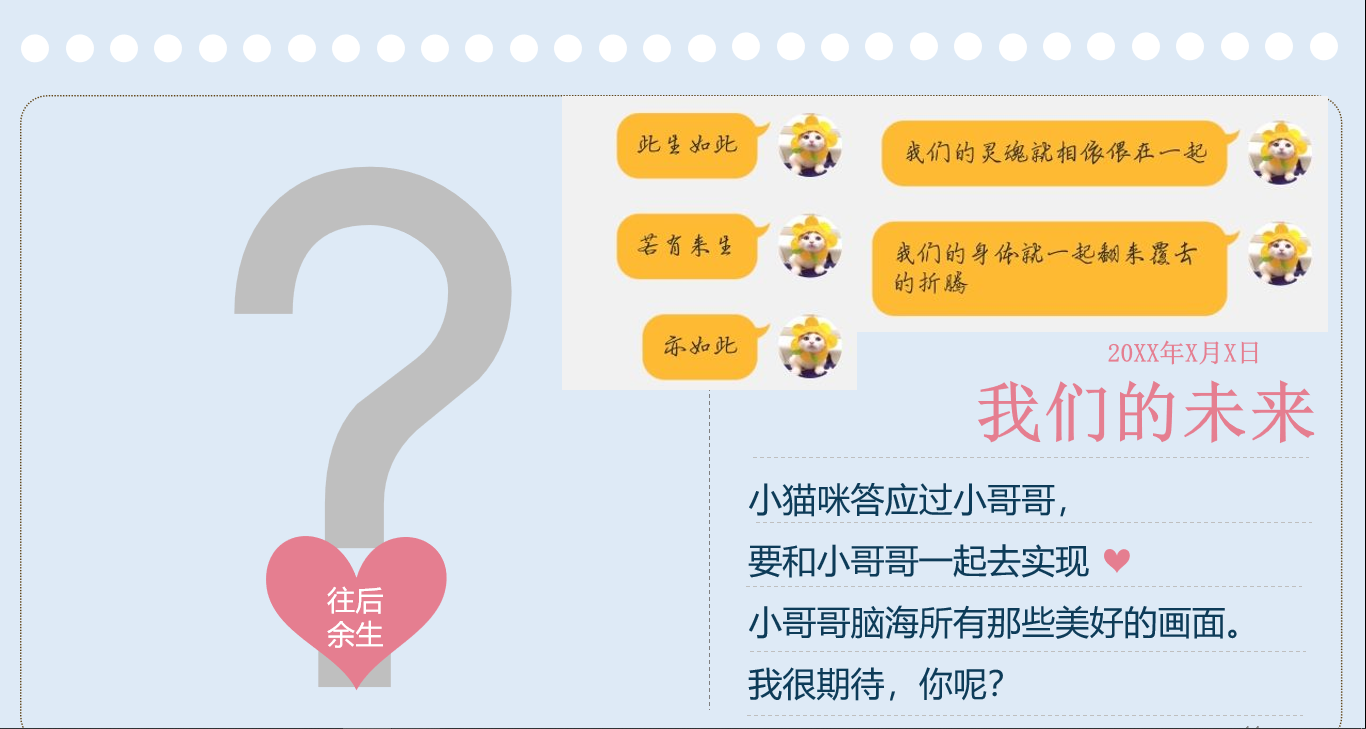 此生如此
若有来生
亦如此
我们的灵魂就相依偎在一起
我们的身体就一起翻来覆去
的折腾
20XX年X月X日
我们的未来
小猫咪答应过小哥哥，
要和小哥哥一起去实现
小哥哥脑海所有那些美好的画面。
我很期待，你呢？
往后
余生